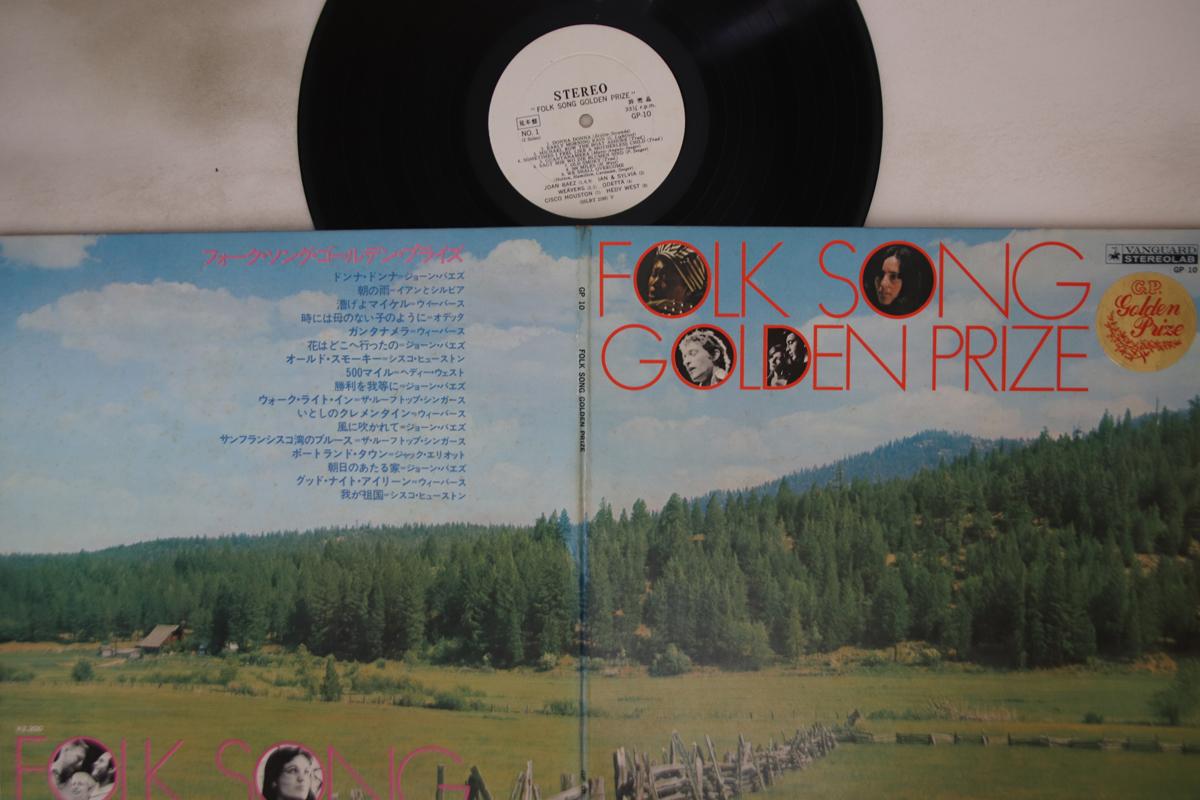 STEREO
"FOLK SONG GOLDEN PRIZE"
見本盤
非売品
NO. 1
33⅓ r.p.m.
GP-10
1. DONNA DONNA
2. EARLY MORNING RAIN
8. WE SHALL OVERCOME
JOAN BAEZ IAN & SYLVIA
WEAVERS ODETTA
CISCO HOUSTON HEDY WEST
フォーク・ソング・ゴールデン・プライズ
ドンナ・ドンナ=ジョーン・バエズ
朝の雨=イアンとシルビア
漕げよマイケル=ウィーバース
時には母のない子のように=オデッタ
ガンタナメラ=ウィーバース
花はどこへ行ったの=ジョーン・バエズ
オールド・スモーキー=シスコ・ヒューストン
500マイル=ヘディー・ウェスト
勝利を我等に=ジョーン・バエズ
ウォーク・ライト・イン=ザ・ルーフトップ・シンガース
いとしのクレメンタイン=ウィーバース
風に吹かれて=ジョーン・バエズ
サンフランシスコ湾のブルース=ザ・ルーフトップ・シンガース
ポートランド・タウン=ジャック・エリオット
朝日のあたる家=ジョーン・バエズ
グッド・ナイト・アイリーン=ウィーバース
我が祖国=シスコ・ヒューストン
GP 10 FOLK SONG GOLDEN PRIZE
FOLK SONG
GOLDEN PRIZE
VANGUARD
STEREOLAB
GP 10
G.P.
Golden
Prize
FOLK SONG